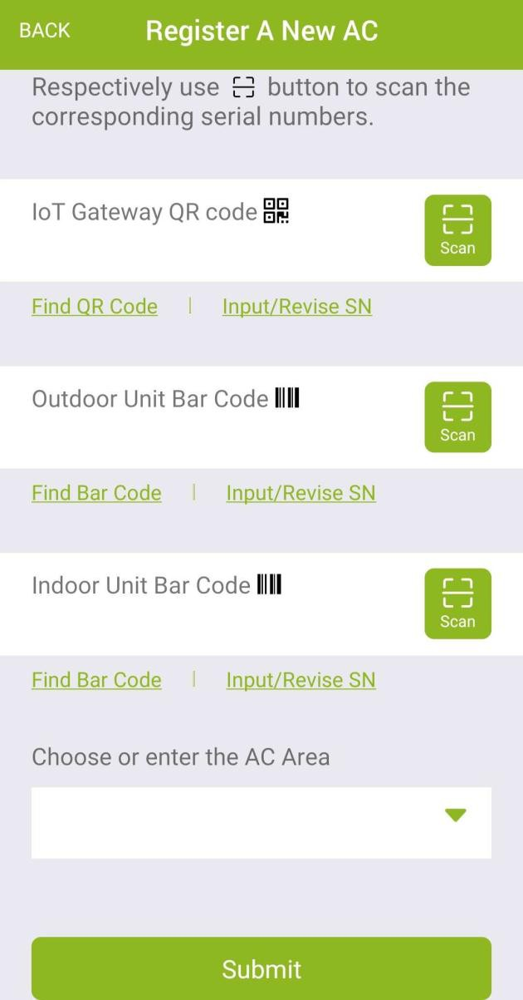 BACK
Register A New AC
Respectively use button to scan the
corresponding serial numbers.
IoT Gateway QR code
Scan
Find QR Code | Input/Revise SN
Outdoor Unit Bar Code
Scan
Find Bar Code | Input/Revise SN
Indoor Unit Bar Code
Scan
Find Bar Code | Input/Revise SN
Choose or enter the AC Area
Submit